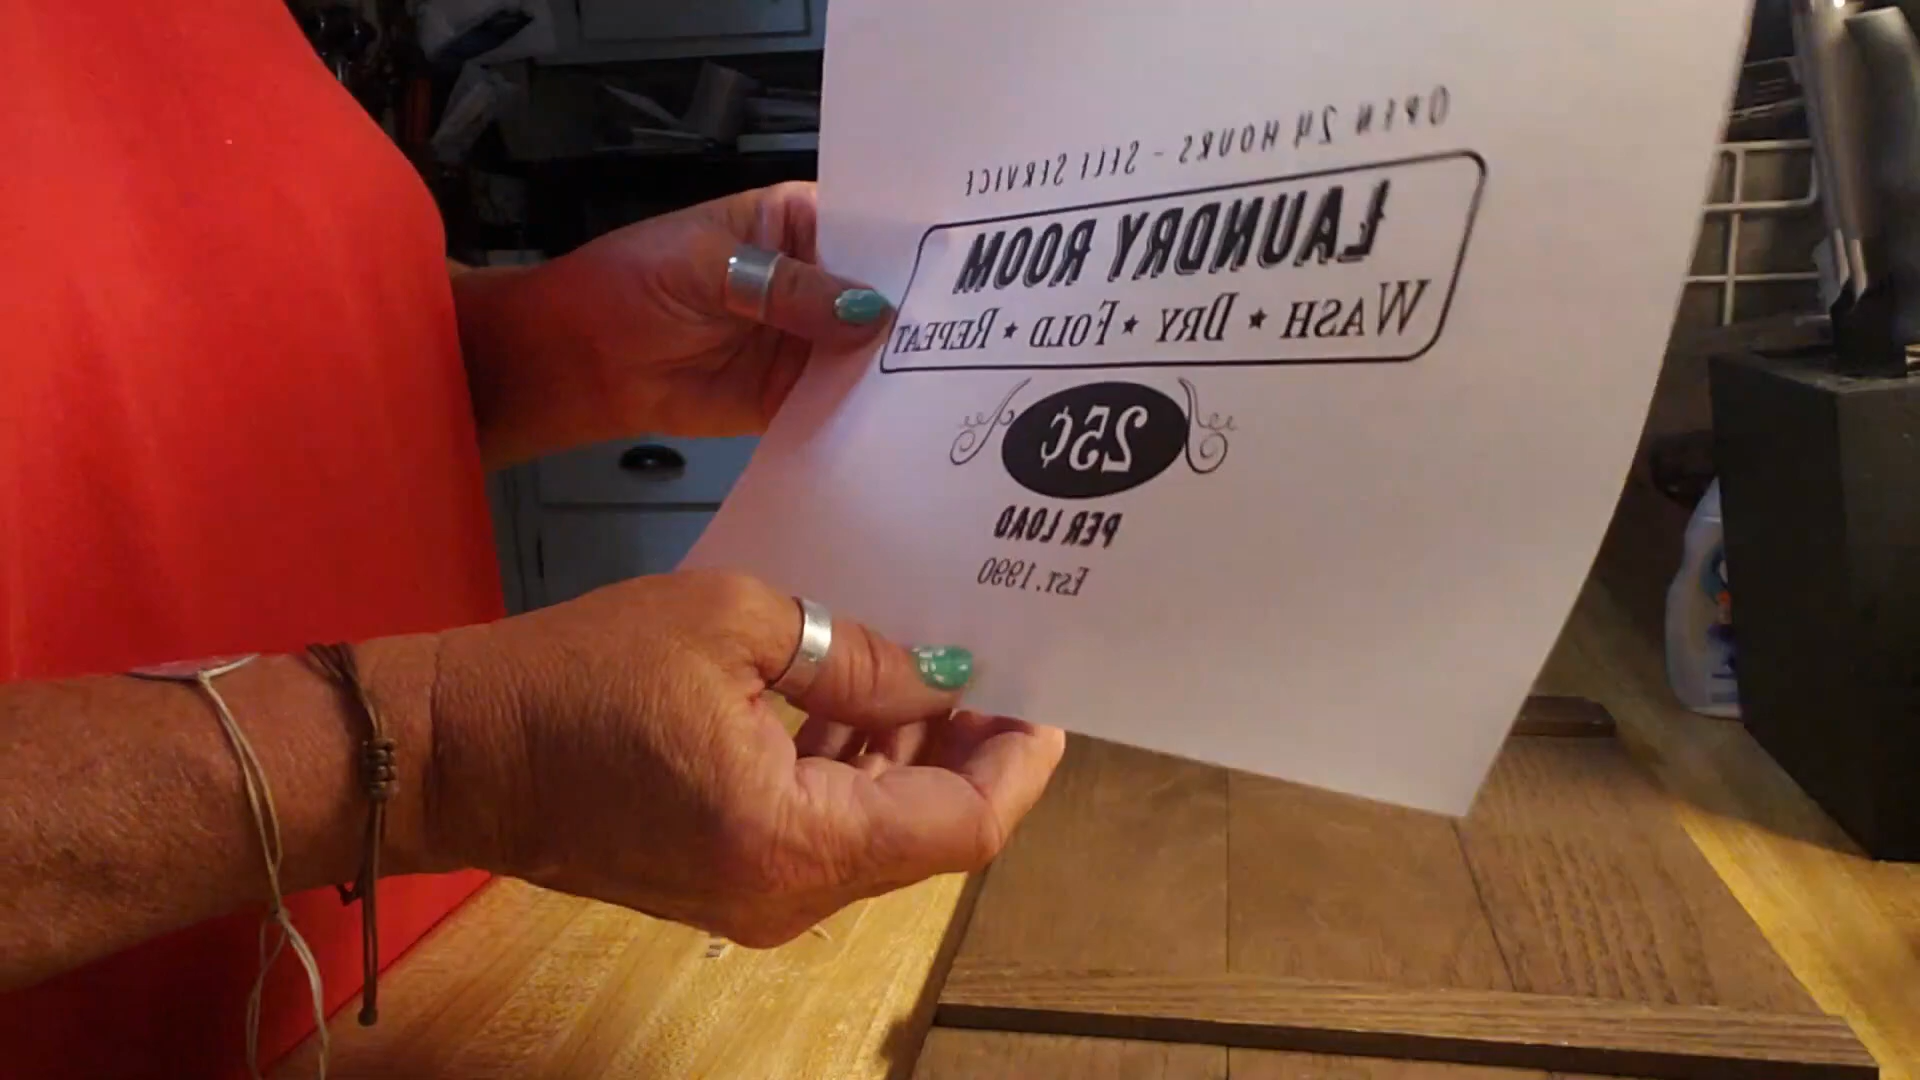 OPEN 24 HOURS - SELF SERVICE
LAUNDRY ROOM
WASH ★ DRY ★ FOLD ★ REPEAT
25¢
PER LOAD
EST. 1990